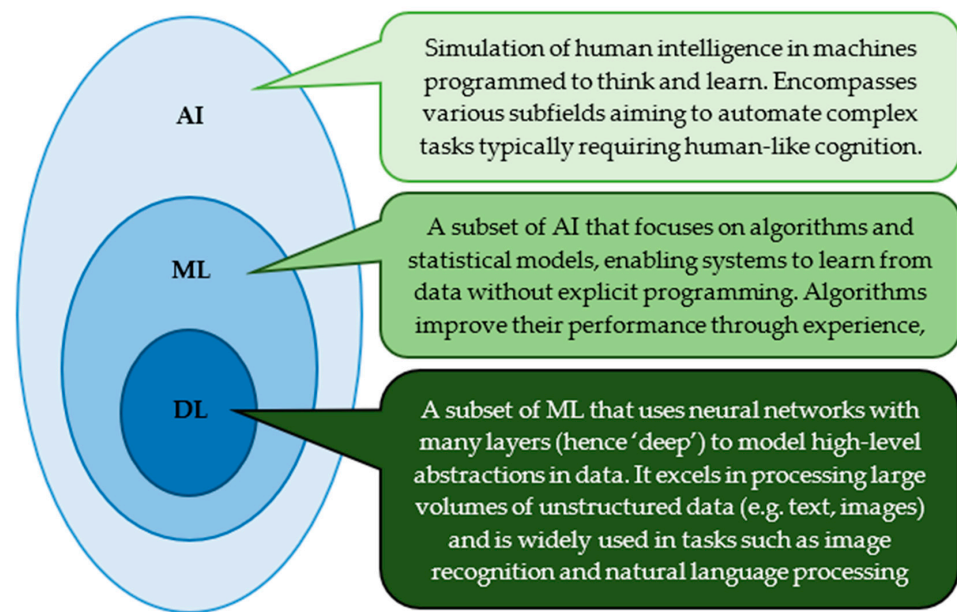 AI
Simulation of human intelligence in machines
programmed to think and learn. Encompasses
various subfields aiming to automate complex
tasks typically requiring human-like cognition.
ML
A subset of AI that focuses on algorithms and
statistical models, enabling systems to learn from
data without explicit programming. Algorithms
improve their performance through experience,
DL
A subset of ML that uses neural networks with
many layers (hence ‘deep’) to model high-level
abstractions in data. It excels in processing large
volumes of unstructured data (e.g. text, images)
and is widely used in tasks such as image
recognition and natural language processing